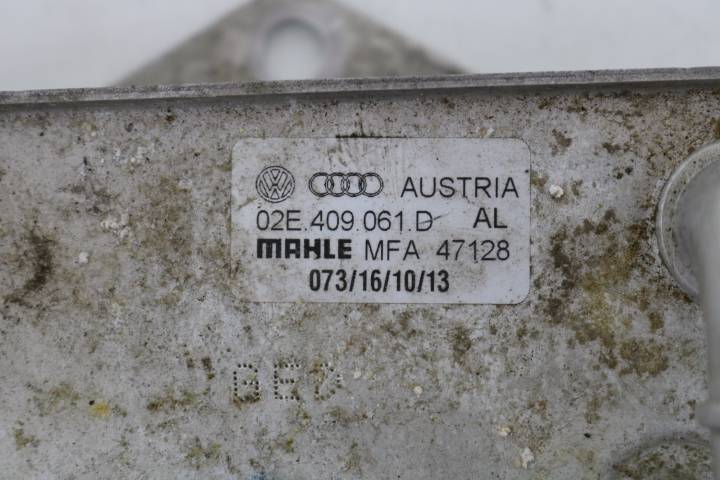 AUSTRIA
02E.409.061.D AL
MAHLE MFA 47128
073/16/10/13